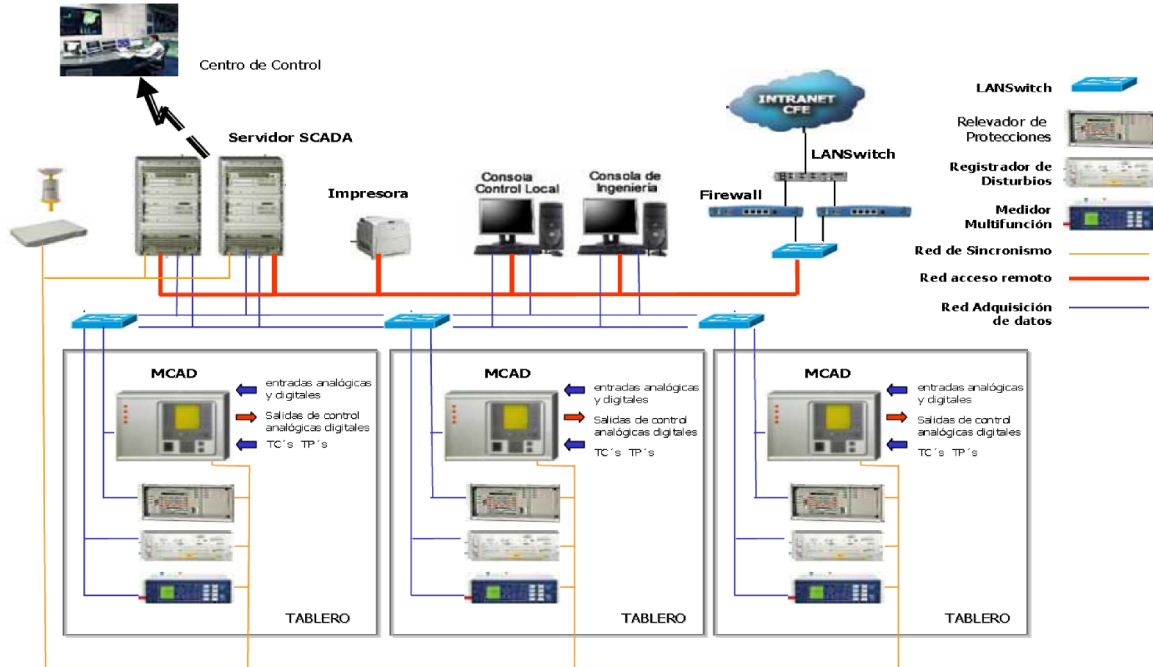 Centro de Control
Servidor SCADA
Impresora
Consola
Control Local
Consola de
Ingeniería
INTRANET
CFE
LANSwitch
Firewall
LANSwitch
Relevador de
Protecciones
Registrador de
Disturbios
Medidor
Multifunción
Red de Sincronismo
Red acceso remoto
Red Adquisición
de datos
MCAD
entradas analógicas
y digitales
Salidas de control
analógicas digitales
TC´s TP´s
TABLERO
MCAD
entradas analógicas
y digitales
Salidas de control
analógicas digitales
TC´s TP´s
TABLERO
MCAD
entradas analógicas
y digitales
Salidas de control
analógicas digitales
TC´s TP´s
TABLERO